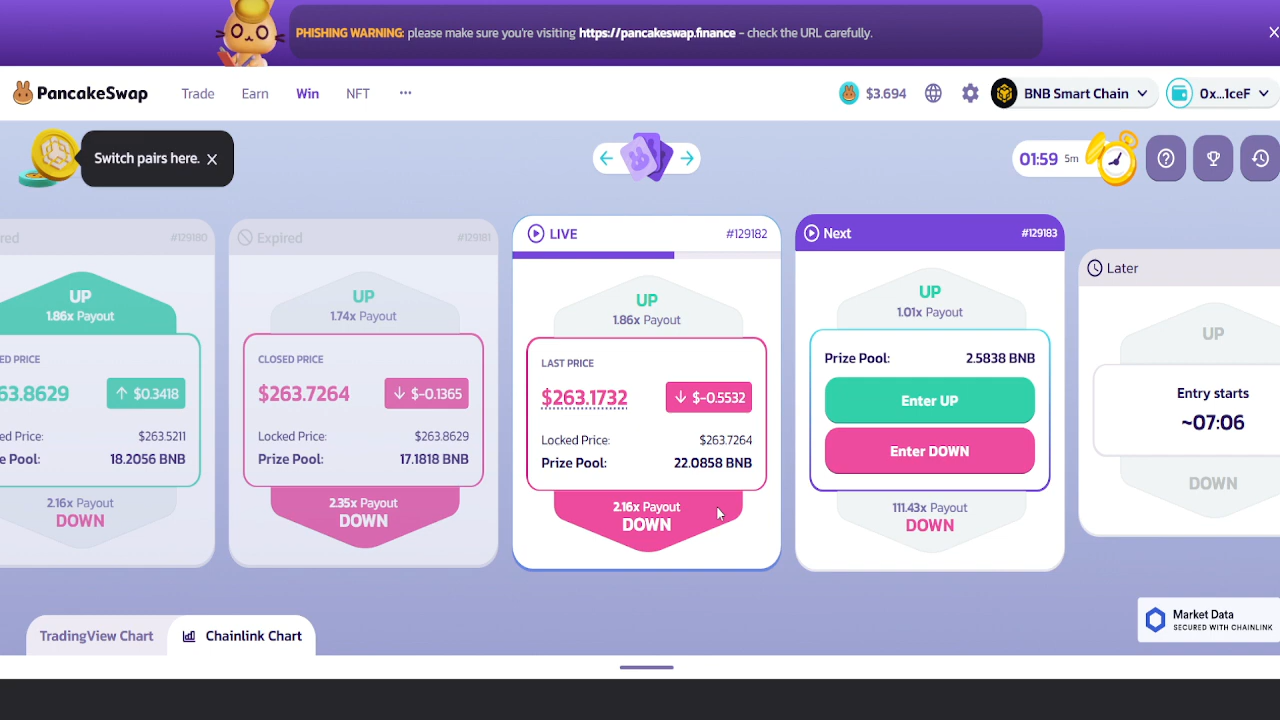 PHISHING WARNING: please make sure you're visiting https://pancakeswap.finance - check the URL carefully.
PancakeSwap
Trade
Earn
Win
NFT
$3.694
BNB Smart Chain
0x...1ceF
Switch pairs here.
01:59 5m
#129180
UP
1.86x Payout
$0.3418
$263.5211
18.2056 BNB
2.16x Payout
DOWN
Expired
#129181
UP
1.74x Payout
CLOSED PRICE
$263.7264
$-0.1365
Locked Price:
$263.8629
Prize Pool:
17.1818 BNB
2.35x Payout
DOWN
LIVE
#129182
UP
1.86x Payout
LAST PRICE
$263.1732
$-0.5532
Locked Price:
$263.7264
Prize Pool:
22.0858 BNB
2.16x Payout
DOWN
Next
#129183
UP
1.01x Payout
Prize Pool:
2.5838 BNB
Enter UP
Enter DOWN
111.43x Payout
DOWN
Later
UP
Entry starts
~07:06
DOWN
TradingView Chart
Chainlink Chart
Market Data
SECURED WITH CHAINLINK